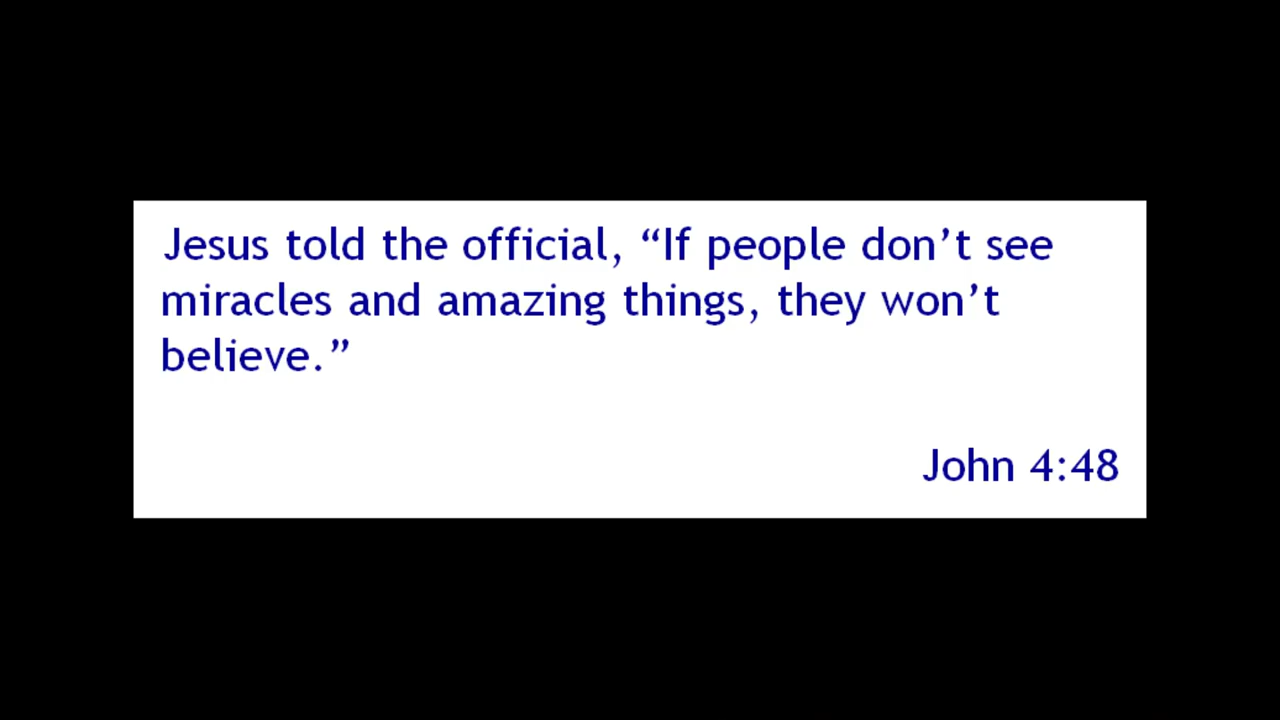 Jesus told the official, “If people don’t see
miracles and amazing things, they won’t
believe.”
John 4:48